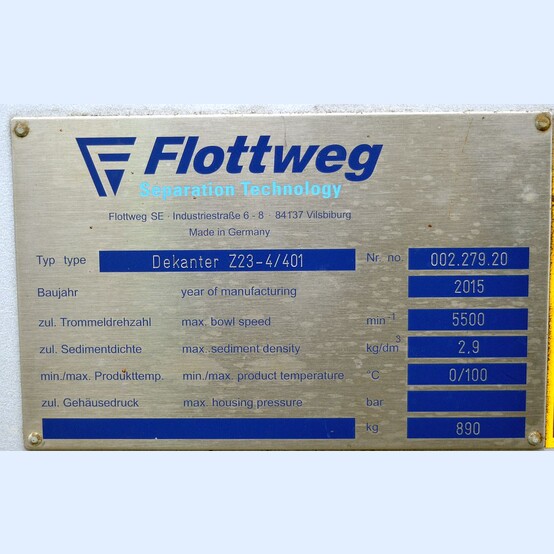 Flottweg
Separation Technology
Flottweg SE · Industriestraße 6 - 8 · 84137 Vilsbiburg
Made in Germany
Typ type Dekanter Z23-4/401 Nr. no. 002.279.20
Baujahr year of manufacturing 2015
zul. Trommeldrehzahl max. bowl speed min⁻¹ 5500
zul. Sedimentdichte max. sediment density kg/dm³ 2.9
min./max. Produkttemp. min./max. product temperature °C 0/100
zul. Gehäusedruck max. housing pressure bar
kg 890